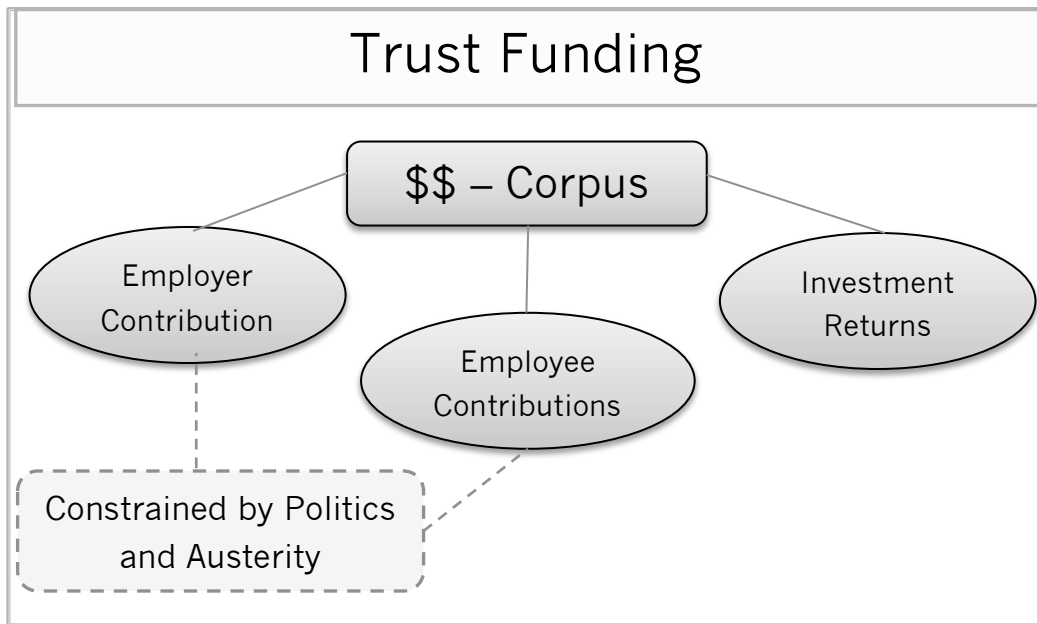 Trust Funding
$$ – Corpus
Employer
Contribution
Employee
Contributions
Investment
Returns
Constrained by Politics
and Austerity